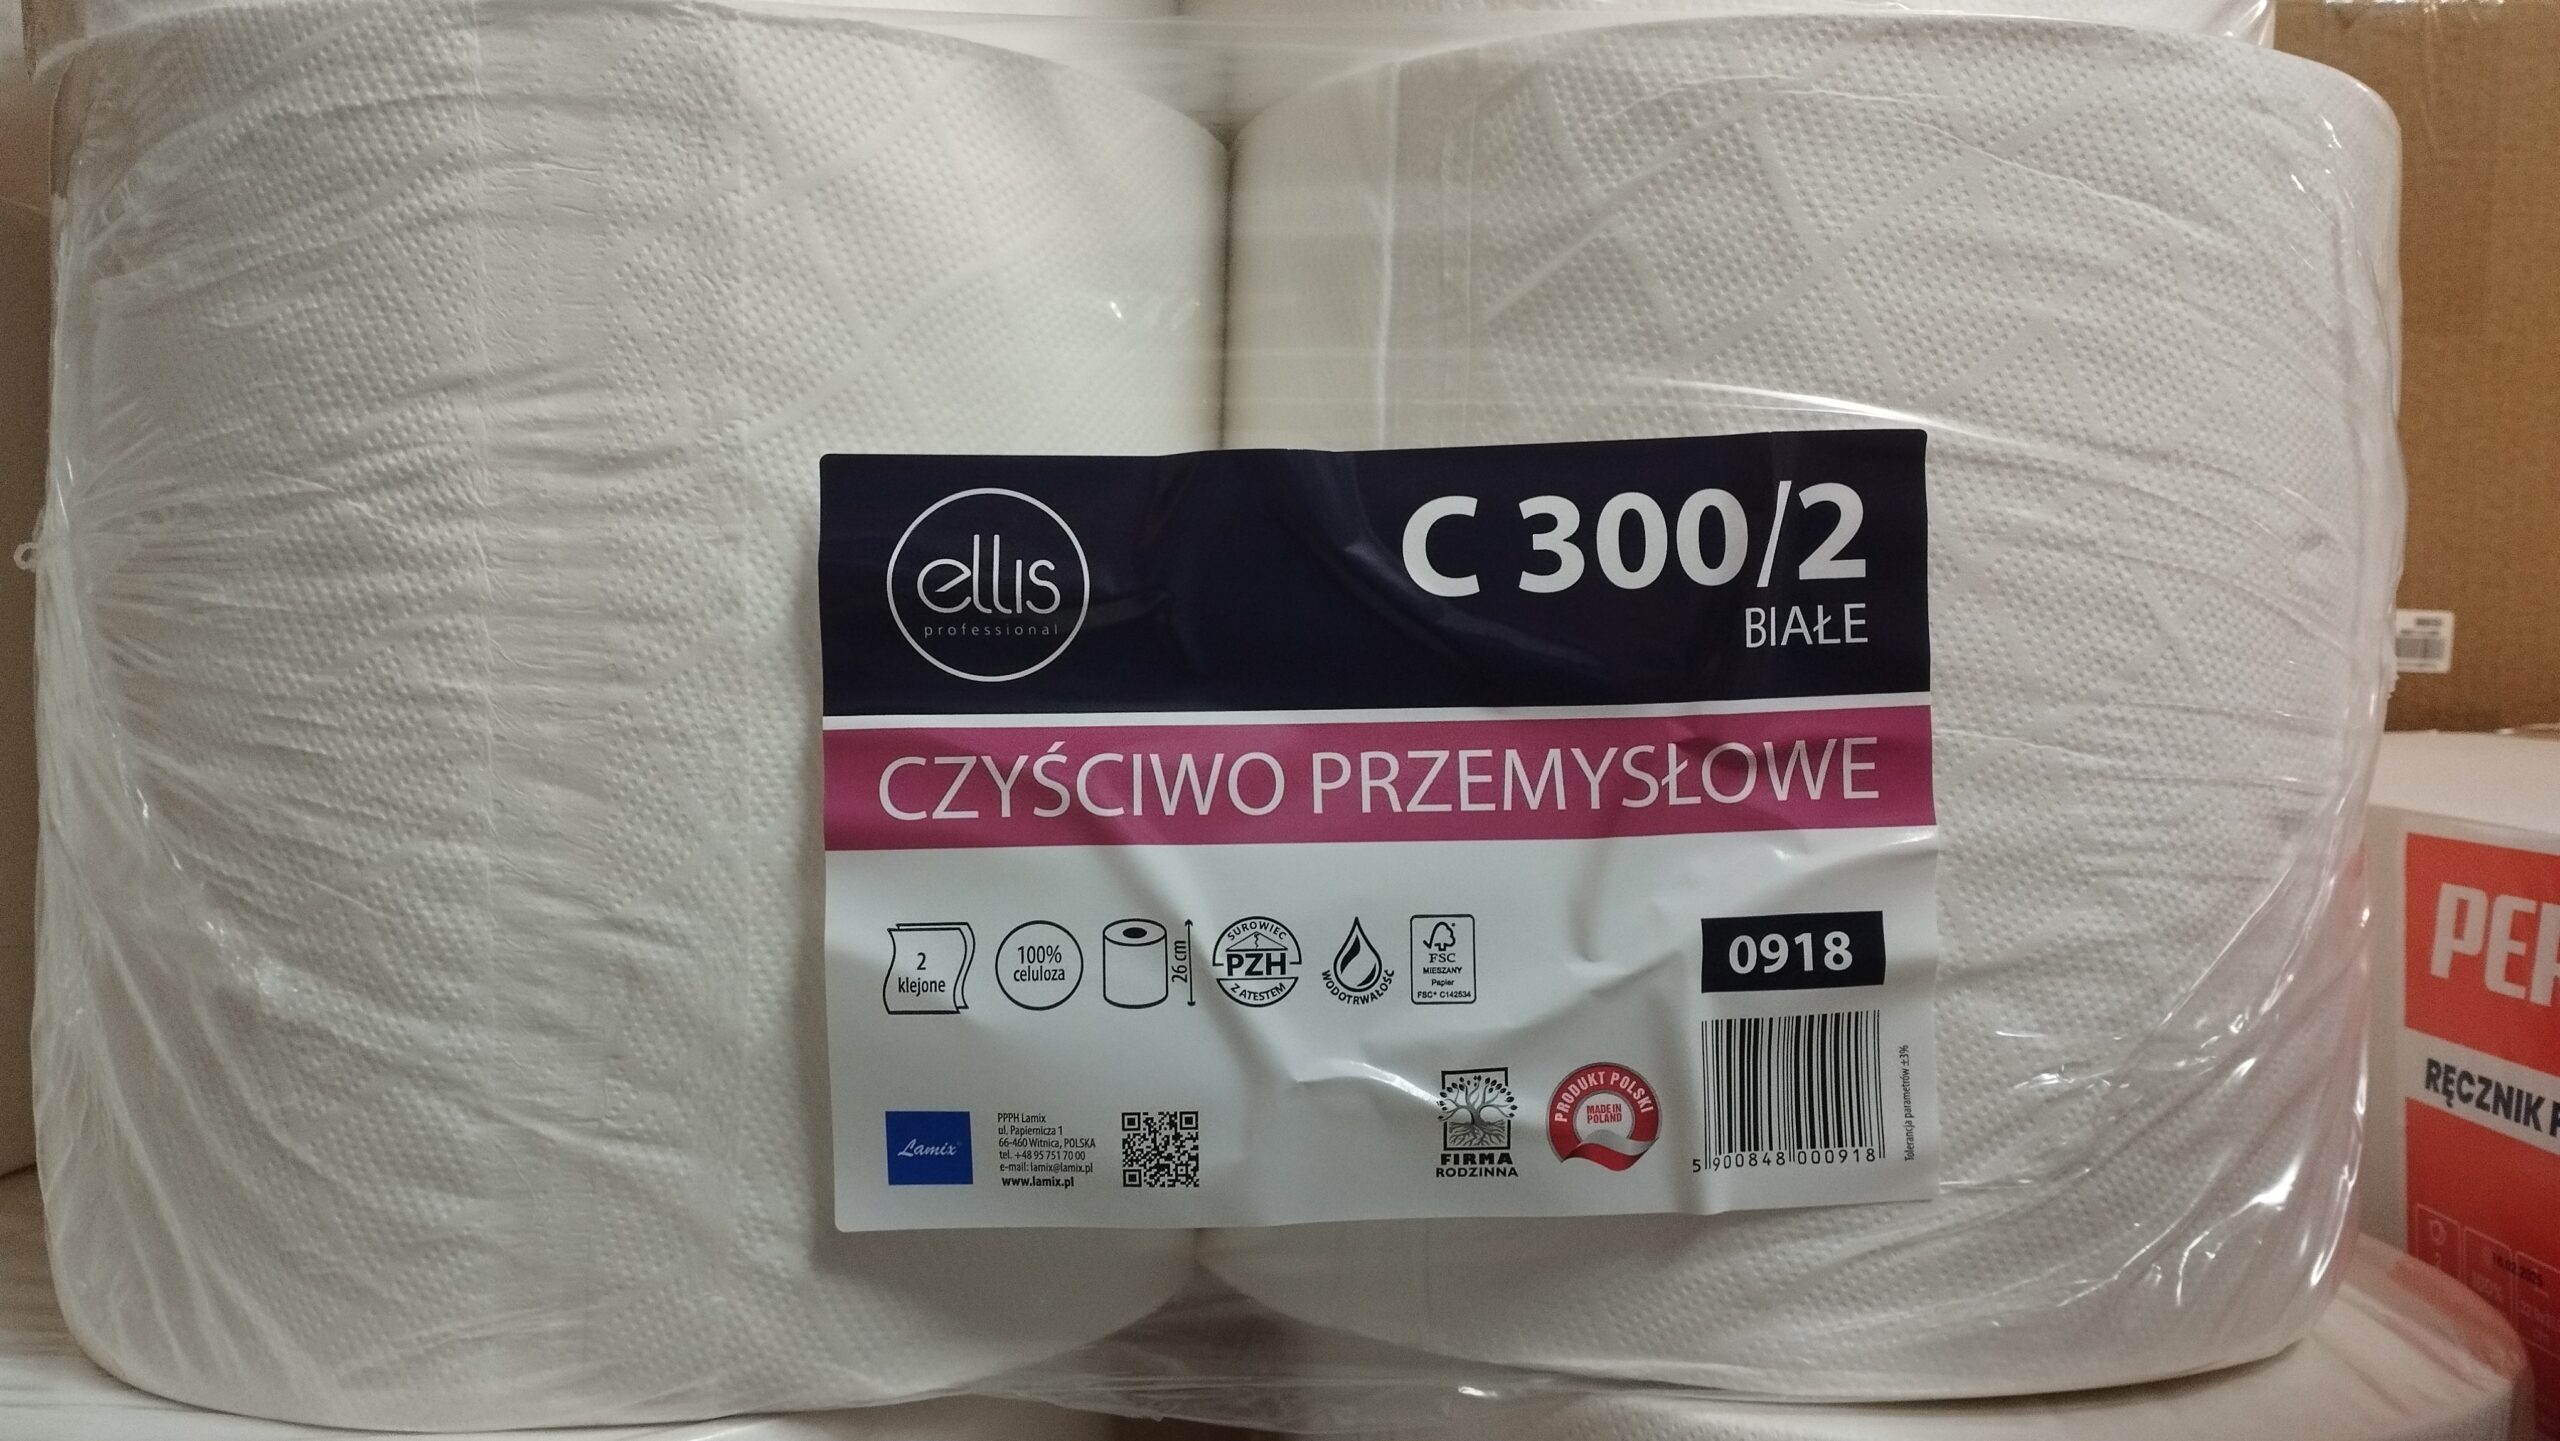 ellis
professional
C 300/2
BIAŁE
CZYŚCIWO PRZEMYSŁOWE
2
klejone
100%
celuloza
26 cm
SUROWIEC
PZH
Z ATESTEM
WODOTRWAŁOŚĆ
FSC
MIESZANY
Papier
FSC® C142534
0918
Lamix
PPPH Lamix
ul. Papiernicza 1
66-460 Witnica, POLSKA
tel. +48 95 751 70 00
e-mail: lamix@lamix.pl
www.lamix.pl
FIRMA
RODZINNA
PRODUKT POLSKI
MADE IN
POLAND
5 900848 000918
Tolerancja parametrów ±3%
RĘCZNIK
2